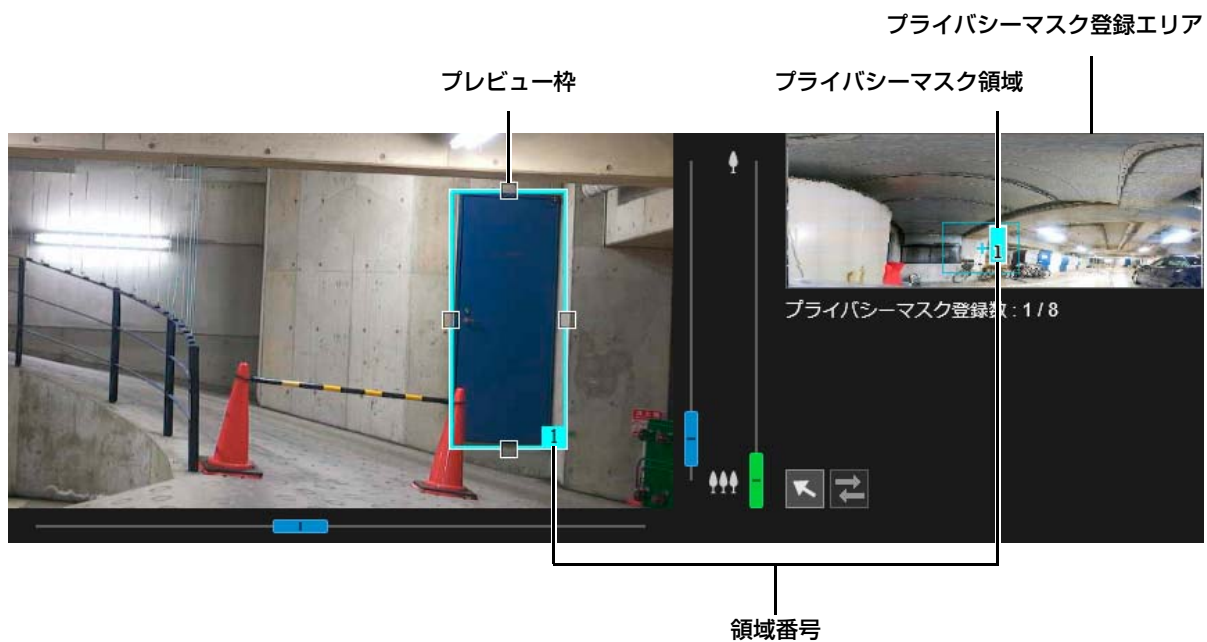 プライバシーマスク登録エリア
プレビュー枠
プライバシーマスク領域
1
プライバシーマスク登録数 : 1 / 8
1
領域番号